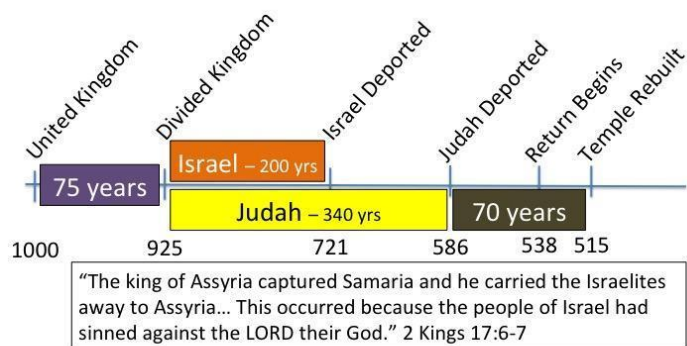 United Kingdom
Divided Kingdom
Israel Deported
Judah Deported
Return Begins
Temple Rebuilt
Israel – 200 yrs
75 years
Judah – 340 yrs
70 years
1000
925
721
586
538
515
“The king of Assyria captured Samaria and he carried the Israelites
away to Assyria... This occurred because the people of Israel had
sinned against the LORD their God.” 2 Kings 17:6-7